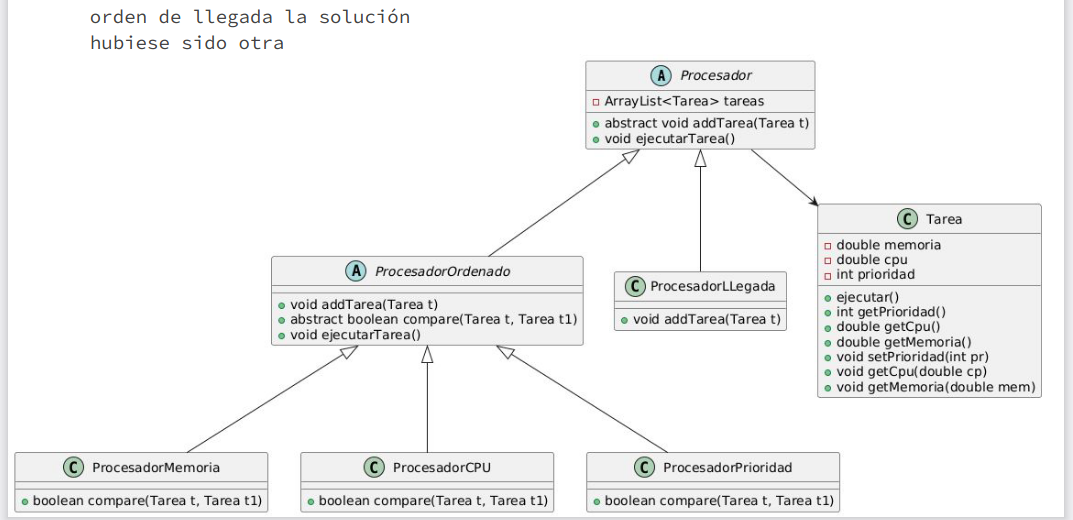 orden de llegada la solución
hubiese sido otra
A Procesador
ArrayList<Tarea> tareas
abstract void addTarea(Tarea t)
void ejecutarTarea()
C Tarea
double memoria
double cpu
int prioridad
ejecutar()
int getPrioridad()
double getCpu()
double getMemoria()
void setPrioridad(int pr)
void getCpu(double cp)
void getMemoria(double mem)
A ProcesadorOrdenado
void addTarea(Tarea t)
abstract boolean compare(Tarea t, Tarea t1)
void ejecutarTarea()
C ProcesadorLLegada
void addTarea(Tarea t)
C ProcesadorMemoria
boolean compare(Tarea t, Tarea t1)
C ProcesadorCPU
boolean compare(Tarea t, Tarea t1)
C ProcesadorPrioridad
boolean compare(Tarea t, Tarea t1)